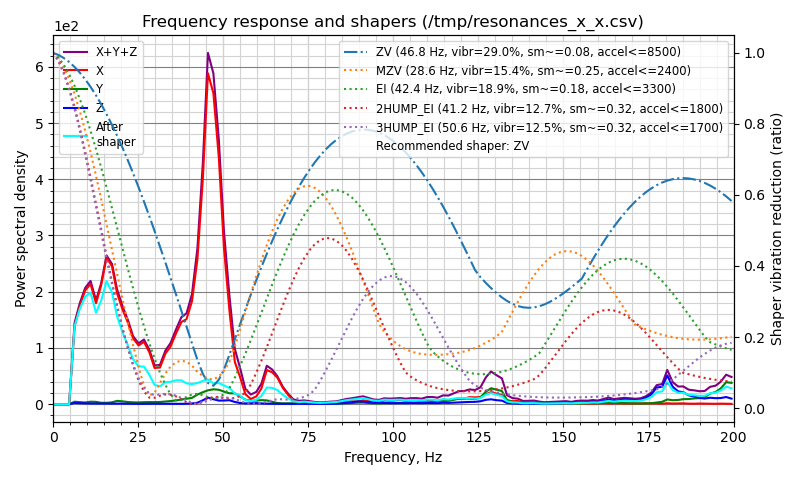 Frequency response and shapers (/tmp/resonances_x_x.csv)
1e2
X+Y+Z
X
Y
Z
After
shaper
ZV (46.8 Hz, vibr=29.0%, sm~=0.08, accel<=8500)
MZV (28.6 Hz, vibr=15.4%, sm~=0.25, accel<=2400)
EI (42.4 Hz, vibr=18.9%, sm~=0.18, accel<=3300)
2HUMP_EI (41.2 Hz, vibr=12.7%, sm~=0.32, accel<=1800)
3HUMP_EI (50.6 Hz, vibr=12.5%, sm~=0.32, accel<=1700)
Recommended shaper: ZV
6
5
4
3
2
1
0
Power spectral density
1.0
0.8
0.6
0.4
0.2
0.0
Shaper vibration reduction (ratio)
0 25 50 75 100 125 150 175 200
Frequency, Hz